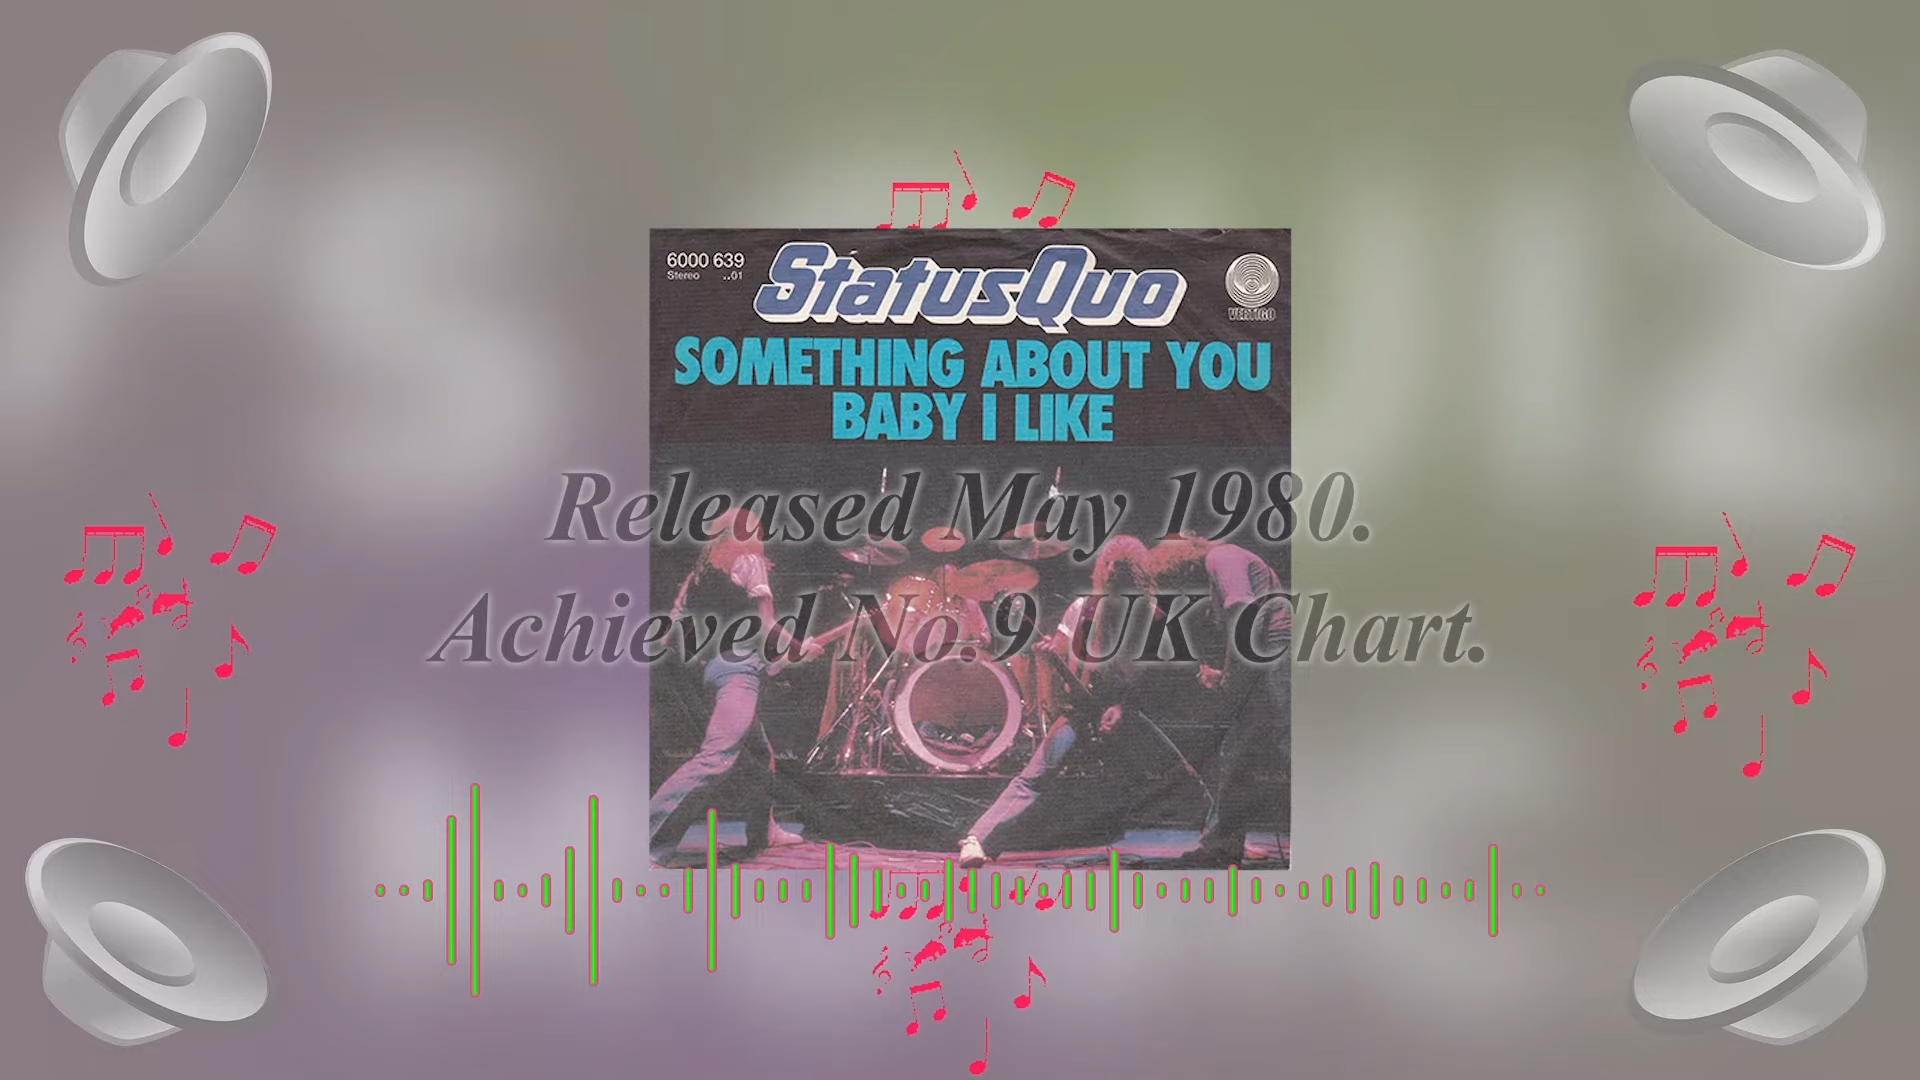 6000 639
Stereo ..01
StatusQuo
VERTIGO
SOMETHING ABOUT YOU
BABY I LIKE
Released May 1980.
Achieved No.9 UK Chart.